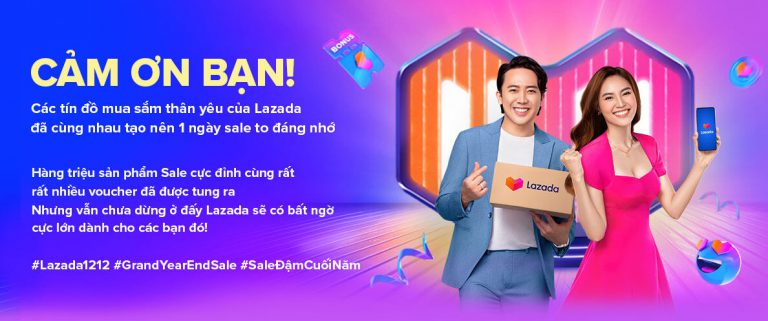 CẢM ƠN BẠN!
Các tín đồ mua sắm thân yêu của Lazada
đã cùng nhau tạo nên 1 ngày sale to đáng nhớ
Hàng triệu sản phẩm Sale cực đỉnh cùng rất
rất nhiều voucher đã được tung ra
Nhưng vẫn chưa dừng ở đấy Lazada sẽ có bất ngờ
cực lớn dành cho các bạn đó!
#Lazada1212 #GrandYearEndSale #SaleĐậmCuốiNăm
BONUS
Lazada
Lazada